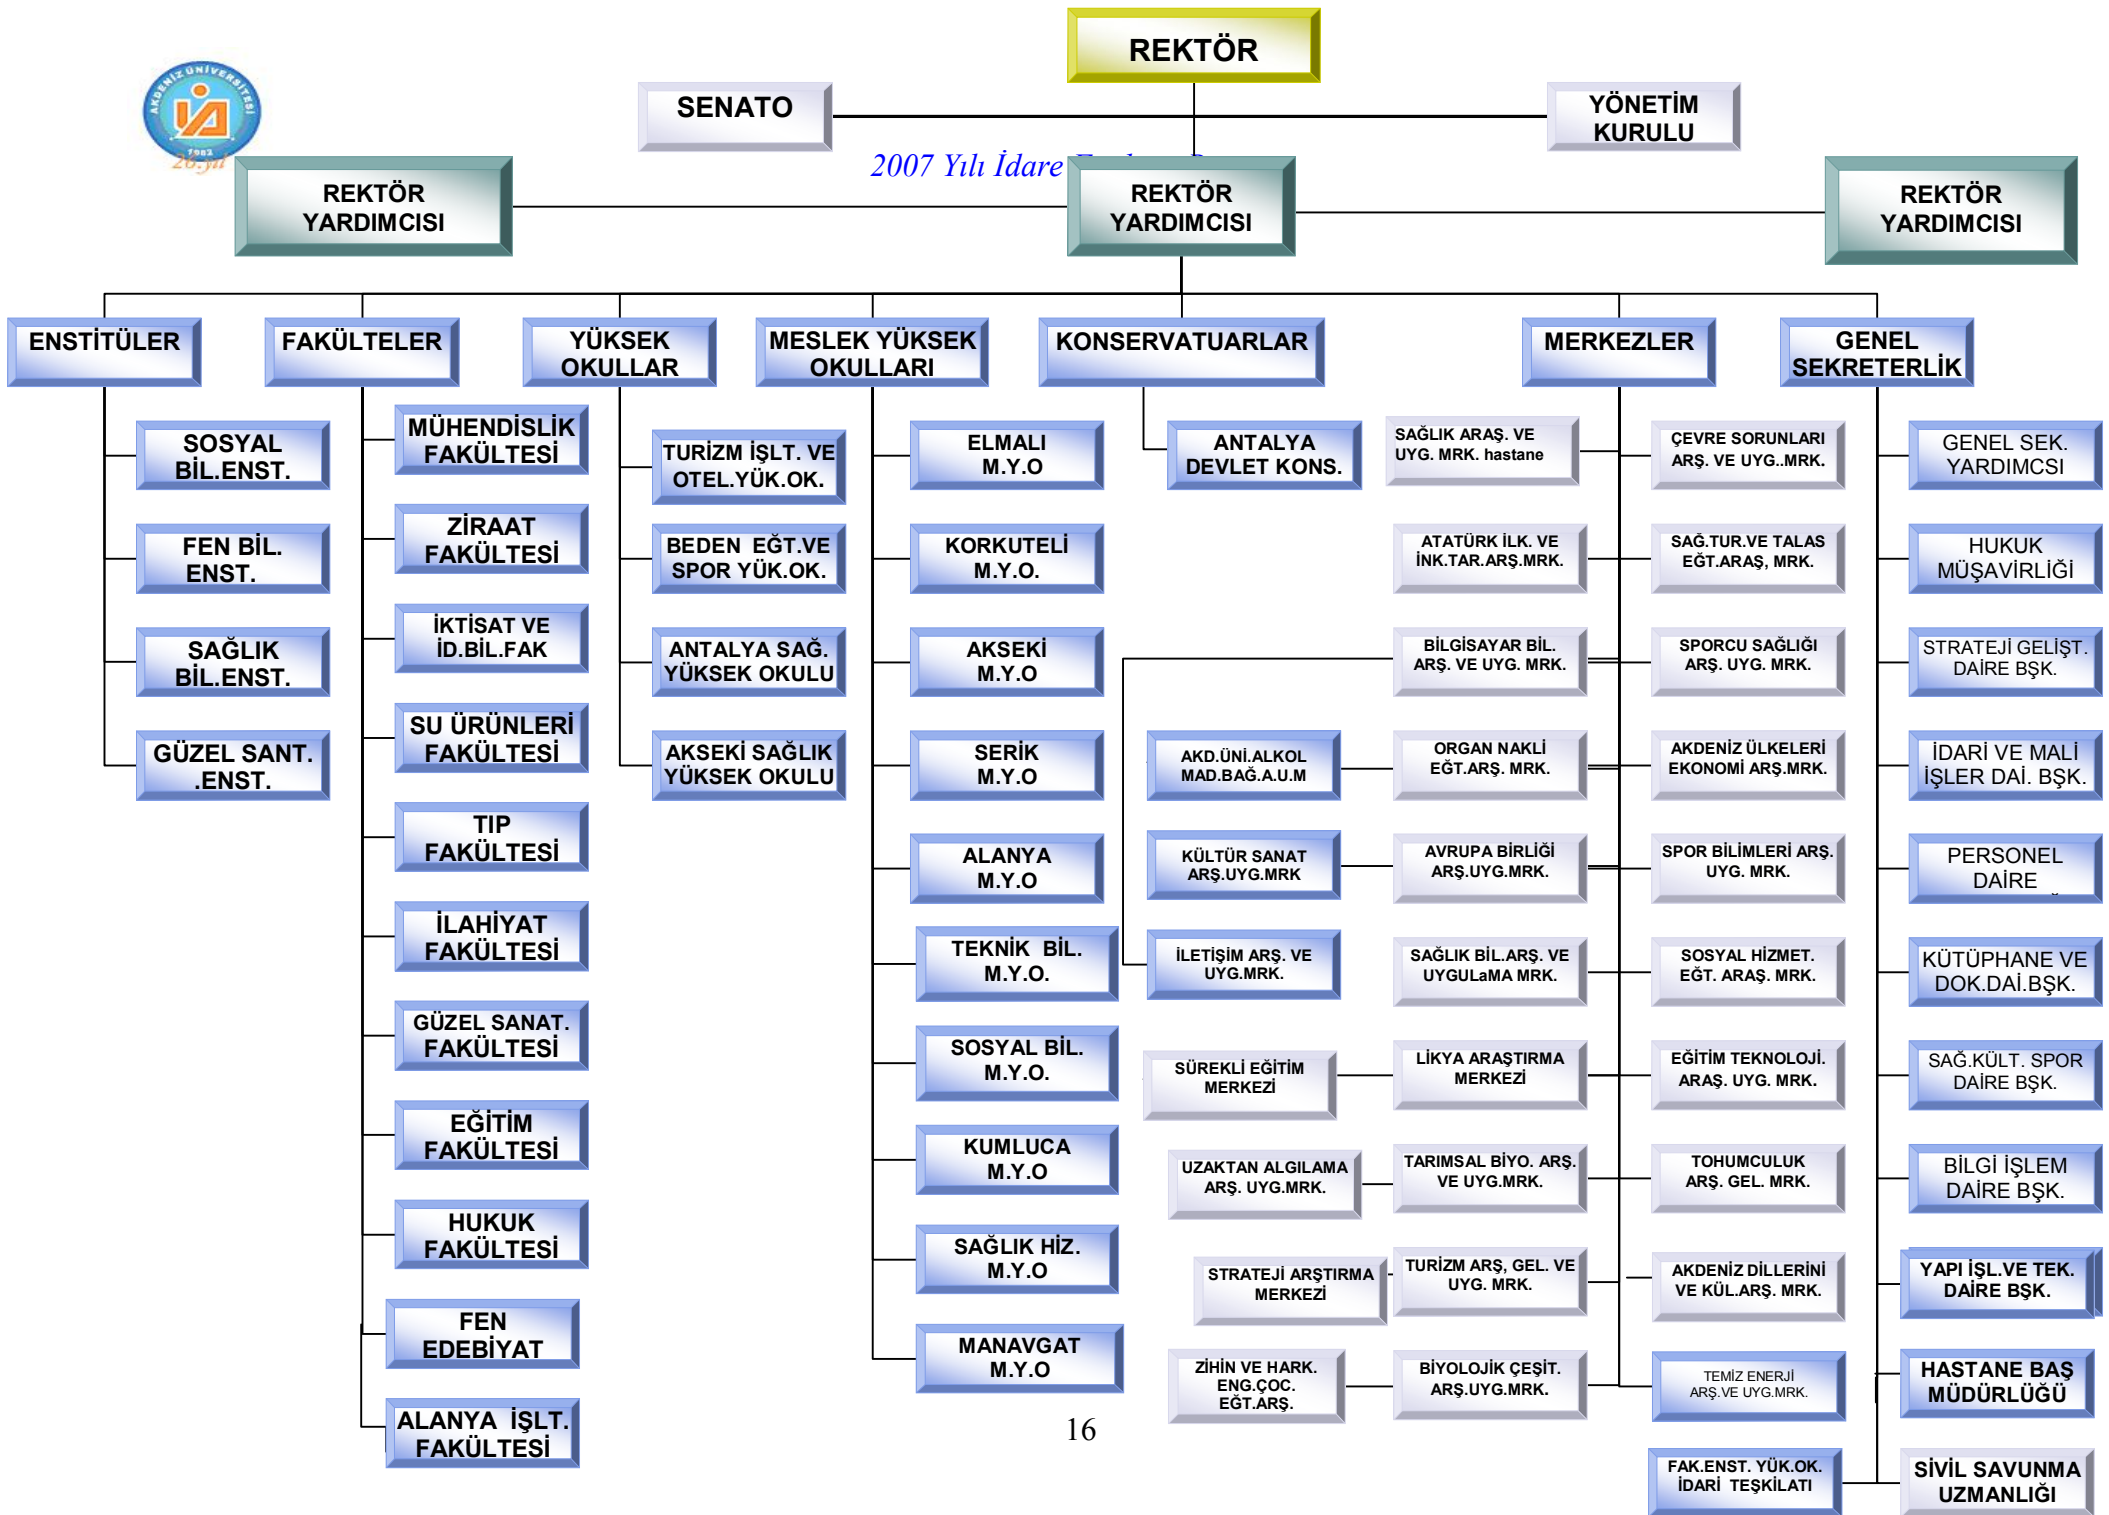 REKTÖR
SENATO
YÖNETİM
KURULU
AKDENİZ ÜNİVERSİTESİ
1982
26.yıl
2007 Yılı İdare
REKTÖR
YARDIMCISI
REKTÖR
YARDIMCISI
REKTÖR
YARDIMCISI
ENSTİTÜLER
FAKÜLTELER
YÜKSEK
OKULLAR
MESLEK YÜKSEK
OKULLARI
KONSERVATUARLAR
MERKEZLER
GENEL
SEKRETERLİK
SOSYAL
BİL.ENST.
FEN BİL.
ENST.
SAĞLIK
BİL.ENST.
GÜZEL SANT.
.ENST.
MÜHENDİSLİK
FAKÜLTESİ
ZİRAAT
FAKÜLTESİ
İKTİSAT VE
İD.BİL.FAK
SU ÜRÜNLERİ
FAKÜLTESİ
TIP
FAKÜLTESİ
İLAHİYAT
FAKÜLTESİ
GÜZEL SANAT.
FAKÜLTESİ
EĞİTİM
FAKÜLTESİ
HUKUK
FAKÜLTESİ
FEN
EDEBİYAT
ALANYA İŞLT.
FAKÜLTESİ
TURİZM İŞLT. VE
OTEL.YÜK.OK.
BEDEN EĞT.VE
SPOR YÜK.OK.
ANTALYA SAĞ.
YÜKSEK OKULU
AKSEKİ SAĞLIK
YÜKSEK OKULU
ELMALI
M.Y.O
KORKUTELİ
M.Y.O.
AKSEKİ
M.Y.O
SERİK
M.Y.O
ALANYA
M.Y.O
TEKNİK BİL.
M.Y.O.
SOSYAL BİL.
M.Y.O.
KUMLUCA
M.Y.O
SAĞLIK HİZ.
M.Y.O
MANAVGAT
M.Y.O
ANTALYA
DEVLET KONS.
AKD.ÜNİ.ALKOL
MAD.BAĞ.A.U.M
KÜLTÜR SANAT
ARŞ.UYG.MRK
İLETİŞİM ARŞ. VE
UYG.MRK.
SÜREKLİ EĞİTİM
MERKEZİ
UZAKTAN ALGILAMA
ARŞ. UYG.MRK.
STRATEJİ ARŞTIRMA
MERKEZİ
ZİHİN VE HARK.
ENG.ÇOC.
EĞT.ARŞ.
SAĞLIK ARAŞ. VE
UYG. MRK. hastane
ATATÜRK İLK. VE
İNK.TAR.ARŞ.MRK.
BİLGİSAYAR BİL.
ARŞ. VE UYG. MRK.
ORGAN NAKLİ
EĞT.ARŞ. MRK.
AVRUPA BİRLİĞİ
ARŞ.UYG.MRK.
SAĞLIK BİL.ARŞ. VE
UYGULaMA MRK.
LİKYA ARAŞTIRMA
MERKEZİ
TARIMSAL BİYO. ARŞ.
VE UYG.MRK.
TURİZM ARŞ, GEL. VE
UYG. MRK.
BİYOLOJİK ÇEŞİT.
ARŞ.UYG.MRK.
ÇEVRE SORUNLARI
ARŞ. VE UYG..MRK.
SAĞ.TUR.VE TALAS
EĞT.ARAŞ, MRK.
SPORCU SAĞLIĞI
ARŞ. UYG. MRK.
AKDENİZ ÜLKELERİ
EKONOMİ ARŞ.MRK.
SPOR BİLİMLERİ ARŞ.
UYG. MRK.
SOSYAL HİZMET.
EĞT. ARAŞ. MRK.
EĞİTİM TEKNOLOJİ.
ARAŞ. UYG. MRK.
TOHUMCULUK
ARŞ. GEL. MRK.
AKDENİZ DİLLERİNİ
VE KÜL.ARŞ. MRK.
TEMİZ ENERJİ
ARŞ.VE UYG.MRK.
FAK.ENST. YÜK.OK.
İDARİ TEŞKİLATI
GENEL SEK.
YARDIMCSI
HUKUK
MÜŞAVİRLİĞİ
STRATEJİ GELİŞT.
DAİRE BŞK.
İDARİ VE MALİ
İŞLER DAİ. BŞK.
PERSONEL
DAİRE
KÜTÜPHANE VE
DOK.DAİ.BŞK.
SAĞ.KÜLT. SPOR
DAİRE BŞK.
BİLGİ İŞLEM
DAİRE BŞK.
YAPI İŞL.VE TEK.
DAİRE BŞK.
HASTANE BAŞ
MÜDÜRLÜĞÜ
SİVİL SAVUNMA
UZMANLIĞI
16